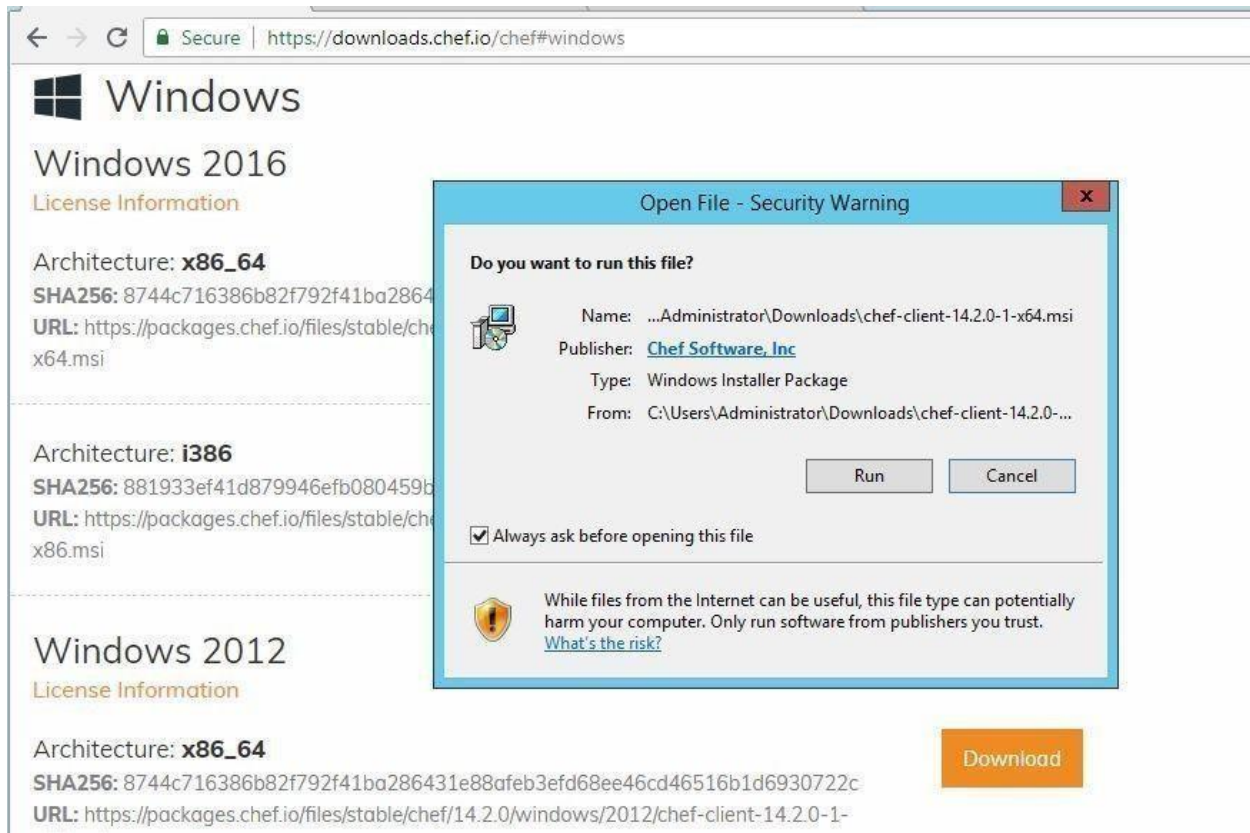 Secure | https://downloads.chef.io/chef#windows
Windows
Windows 2016
License Information
Architecture: x86_64
SHA256: 8744c716386b82f792f41ba2864
URL: https://packages.chef.io/files/stable/che
x64.msi
Architecture: i386
SHA256: 881933ef41d879946efb080459b
URL: https://packages.chef.io/files/stable/che
x86.msi
Open File - Security Warning
x
Do you want to run this file?
Name: ...Administrator\Downloads\chef-client-14.2.0-1-x64.msi
Publisher: Chef Software, Inc
Type: Windows Installer Package
From: C:\Users\Administrator\Downloads\chef-client-14.2.0-...
Run Cancel
Always ask before opening this file
While files from the Internet can be useful, this file type can potentially
harm your computer. Only run software from publishers you trust.
What's the risk?
Windows 2012
License Information
Architecture: x86_64
Download
SHA256: 8744c716386b82f792f41ba286431e88afeb3efd68ee46cd46516b1d6930722c
URL: https://packages.chef.io/files/stable/chef/14.2.0/windows/2012/chef-client-14.2.0-1-